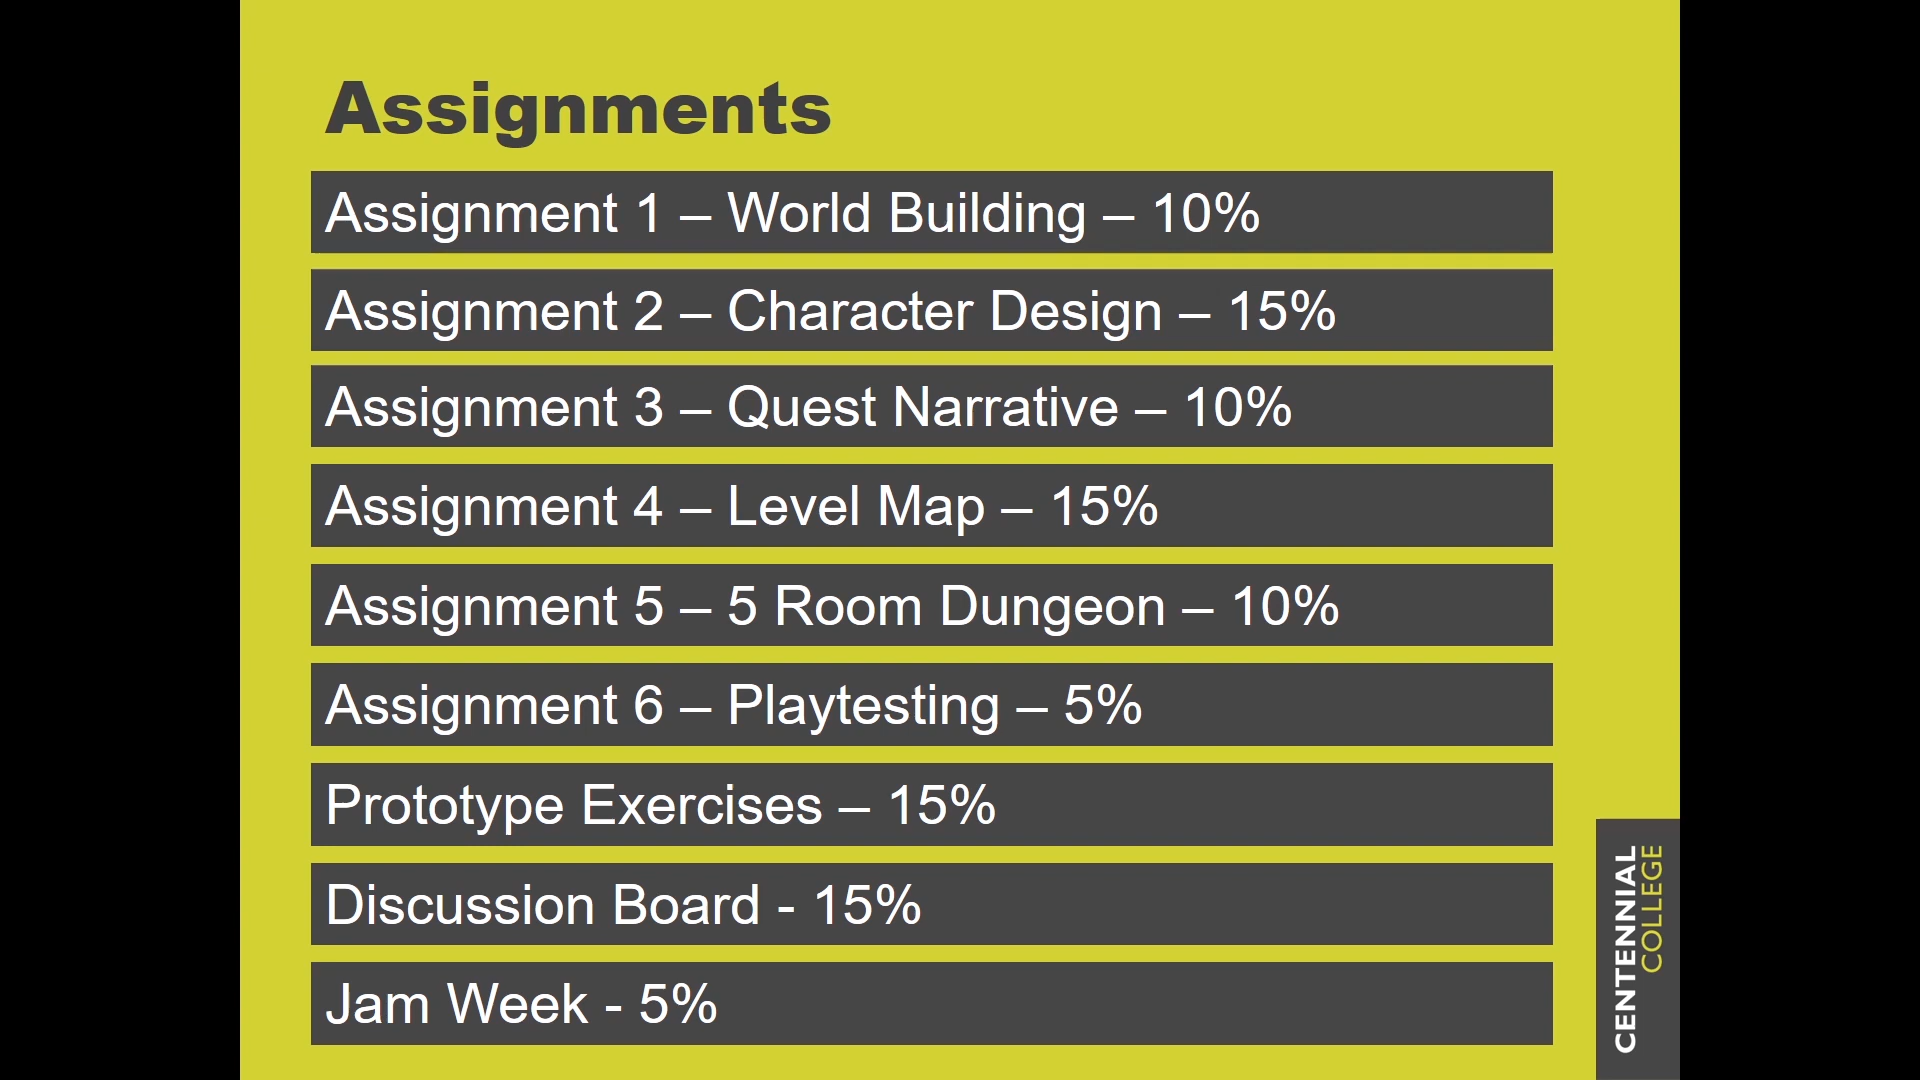 Assignments
Assignment 1 – World Building – 10%
Assignment 2 – Character Design – 15%
Assignment 3 – Quest Narrative – 10%
Assignment 4 – Level Map – 15%
Assignment 5 – 5 Room Dungeon – 10%
Assignment 6 – Playtesting – 5%
Prototype Exercises – 15%
Discussion Board - 15%
Jam Week - 5%
CENTENNIAL
COLLEGE